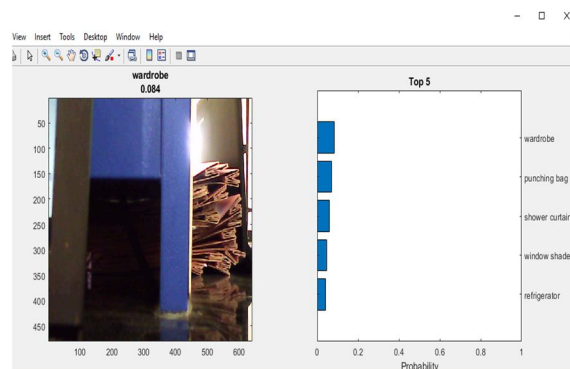 View Insert Tools Desktop Window Help
wardrobe
0.084
50
100
150
200
250
300
350
400
450
100 200 300 400 500 600
Top 5
wardrobe
punching bag
shower curtain
window shade
refrigerator
0 0.2 0.4 0.6 0.8 1
Probability